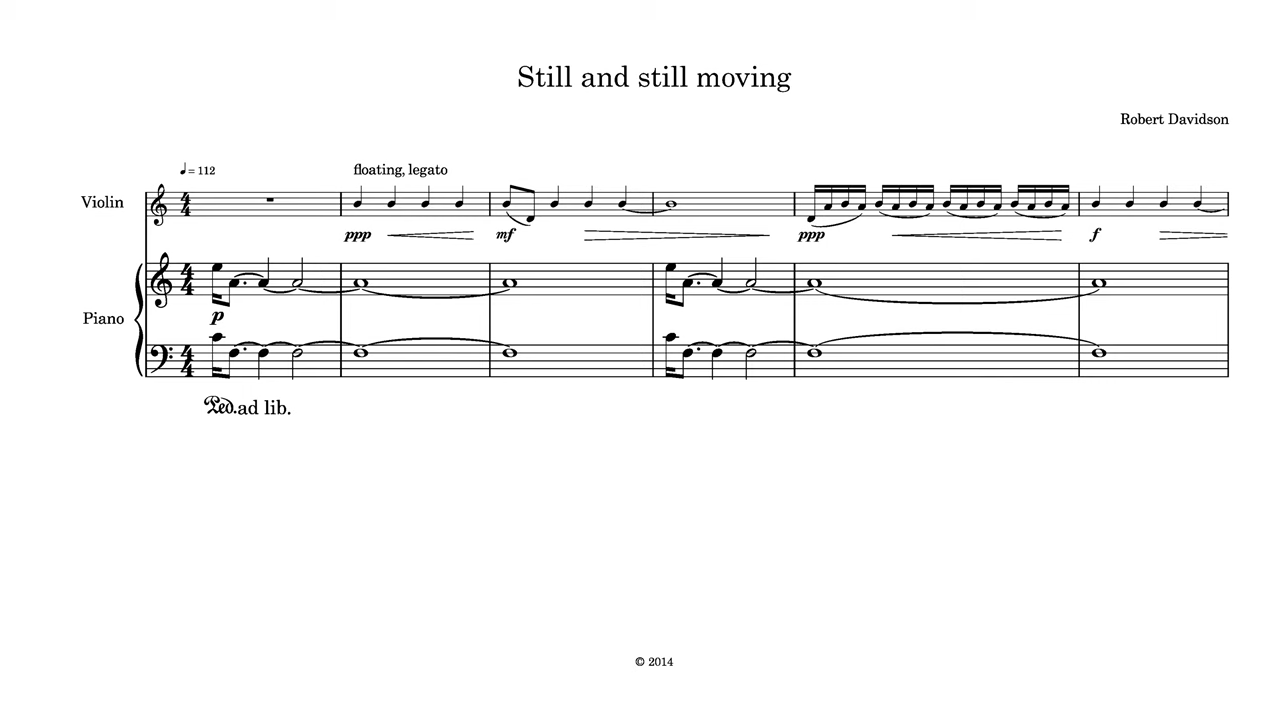 Still and still moving
Robert Davidson
♩ = 112
floating, legato
Violin
ppp mf ppp f
Piano
p
Ped. ad lib.
© 2014